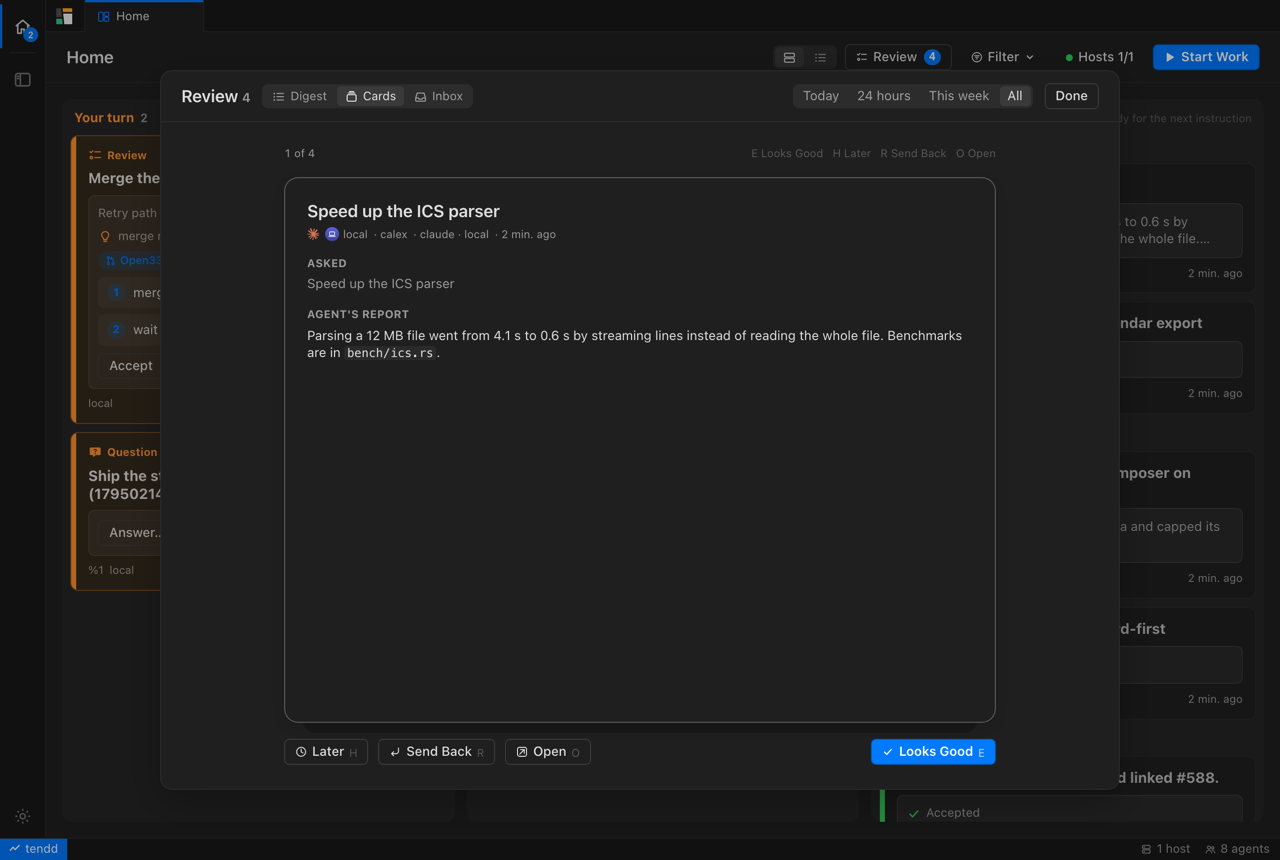 2
Home
Home
Review 4
Filter
Hosts 1/1
Start Work
Review 4
Digest
Cards
Inbox
Today
24 hours
This week
All
Done
Your turn 2
dy for the next instruction
1 of 4
E Looks Good H Later R Send Back O Open
Review
Merge the
Retry path
merge
Open
1 merg
2 wait
Accept
local
Question
Ship the
(1795021
Answer..
%1 local
Speed up the ICS parser
local · calex · claude · local · 2 min. ago
ASKED
Speed up the ICS parser
AGENT'S REPORT
Parsing a 12 MB file went from 4.1 s to 0.6 s by streaming lines instead of reading the whole file. Benchmarks
are in bench/ics.rs.
to 0.6 s by
he whole file....
2 min. ago
ndar export
2 min. ago
mposer on
a and capped its
2 min. ago
d-first
2 min. ago
d linked #588.
Accepted
Later H
Send Back R
Open O
Looks Good E
tendd
1 host
8 agents